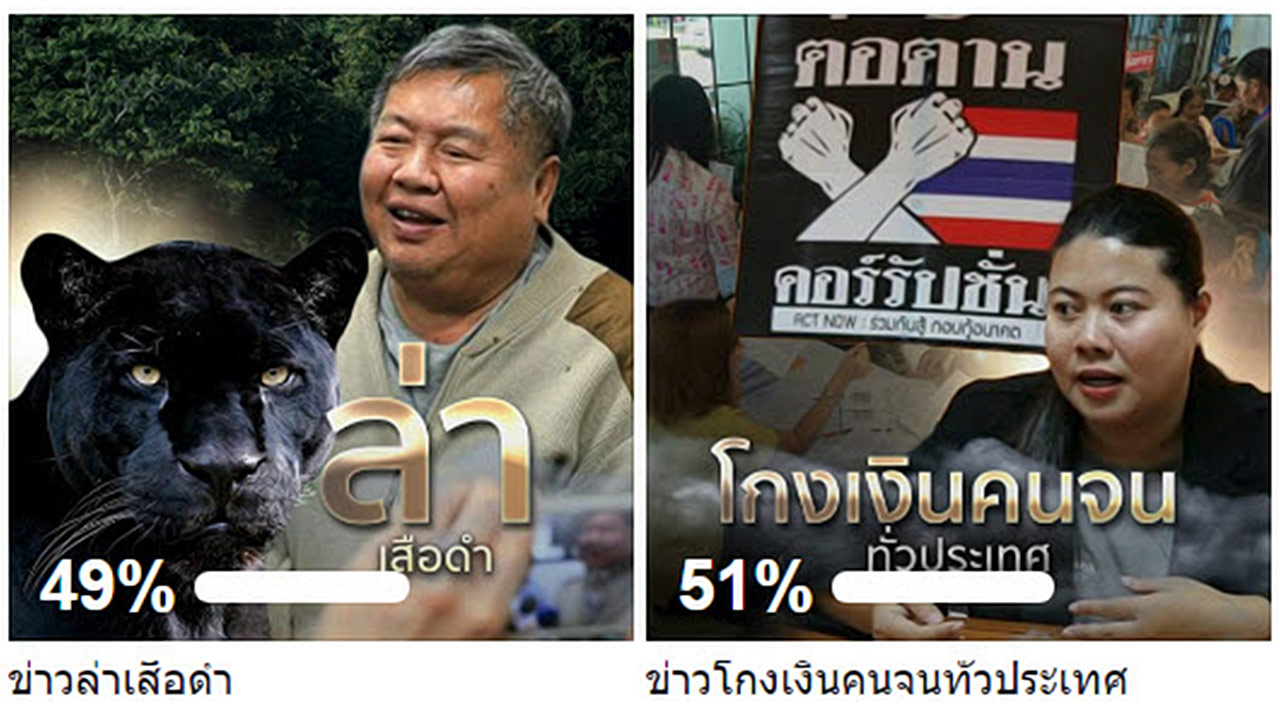 ล่า
เสือดำ
49%
ข่าวล่าเสือดำ
ต่อต้าน
คอร์รัปชั่น
ACT NOW : ร่วมกันสู้ กอบกู้อนาคต
โกงเงินคนจน
ทั่วประเทศ
51%
ข่าวโกงเงินคนจนทั่วประเทศ